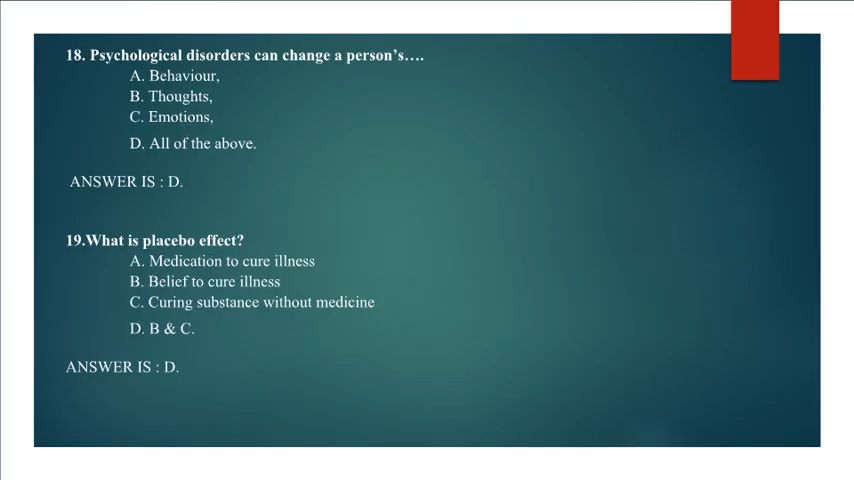 18. Psychological disorders can change a person’s….
A. Behaviour,
B. Thoughts,
C. Emotions,
D. All of the above.
ANSWER IS : D.
19.What is placebo effect?
A. Medication to cure illness
B. Belief to cure illness
C. Curing substance without medicine
D. B & C.
ANSWER IS : D.